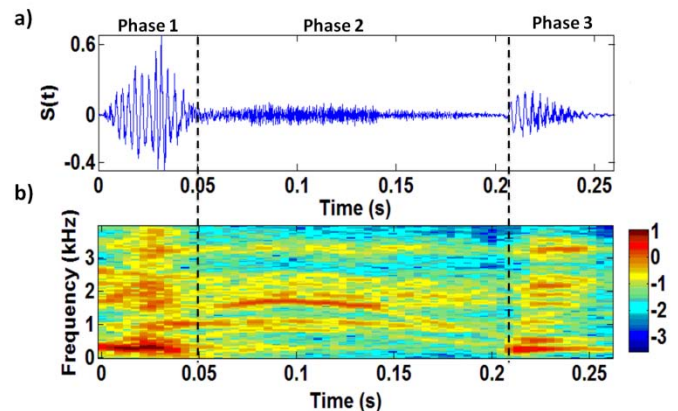 a)
Phase 1 Phase 2 Phase 3
S(t)
0.6
0
-0.4
0 0.05 0.1 0.15 0.2 0.25
Time (s)
b)
Frequency (kHz)
3
2
1
0
0 0.05 0.1 0.15 0.2 0.25
Time (s)
1
0
-1
-2
-3